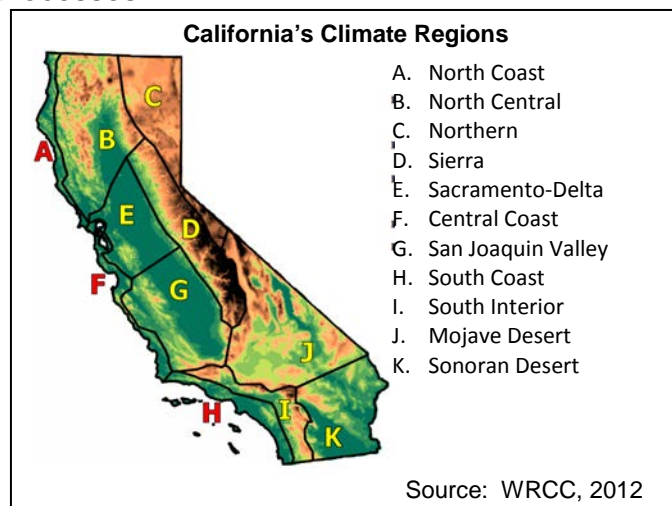 California's Climate Regions
A. North Coast
B. North Central
C. Northern
D. Sierra
E. Sacramento-Delta
F. Central Coast
G. San Joaquin Valley
H. South Coast
I. South Interior
J. Mojave Desert
K. Sonoran Desert
C
B
A
E
D
F
G
J
H
I
K
Source: WRCC, 2012